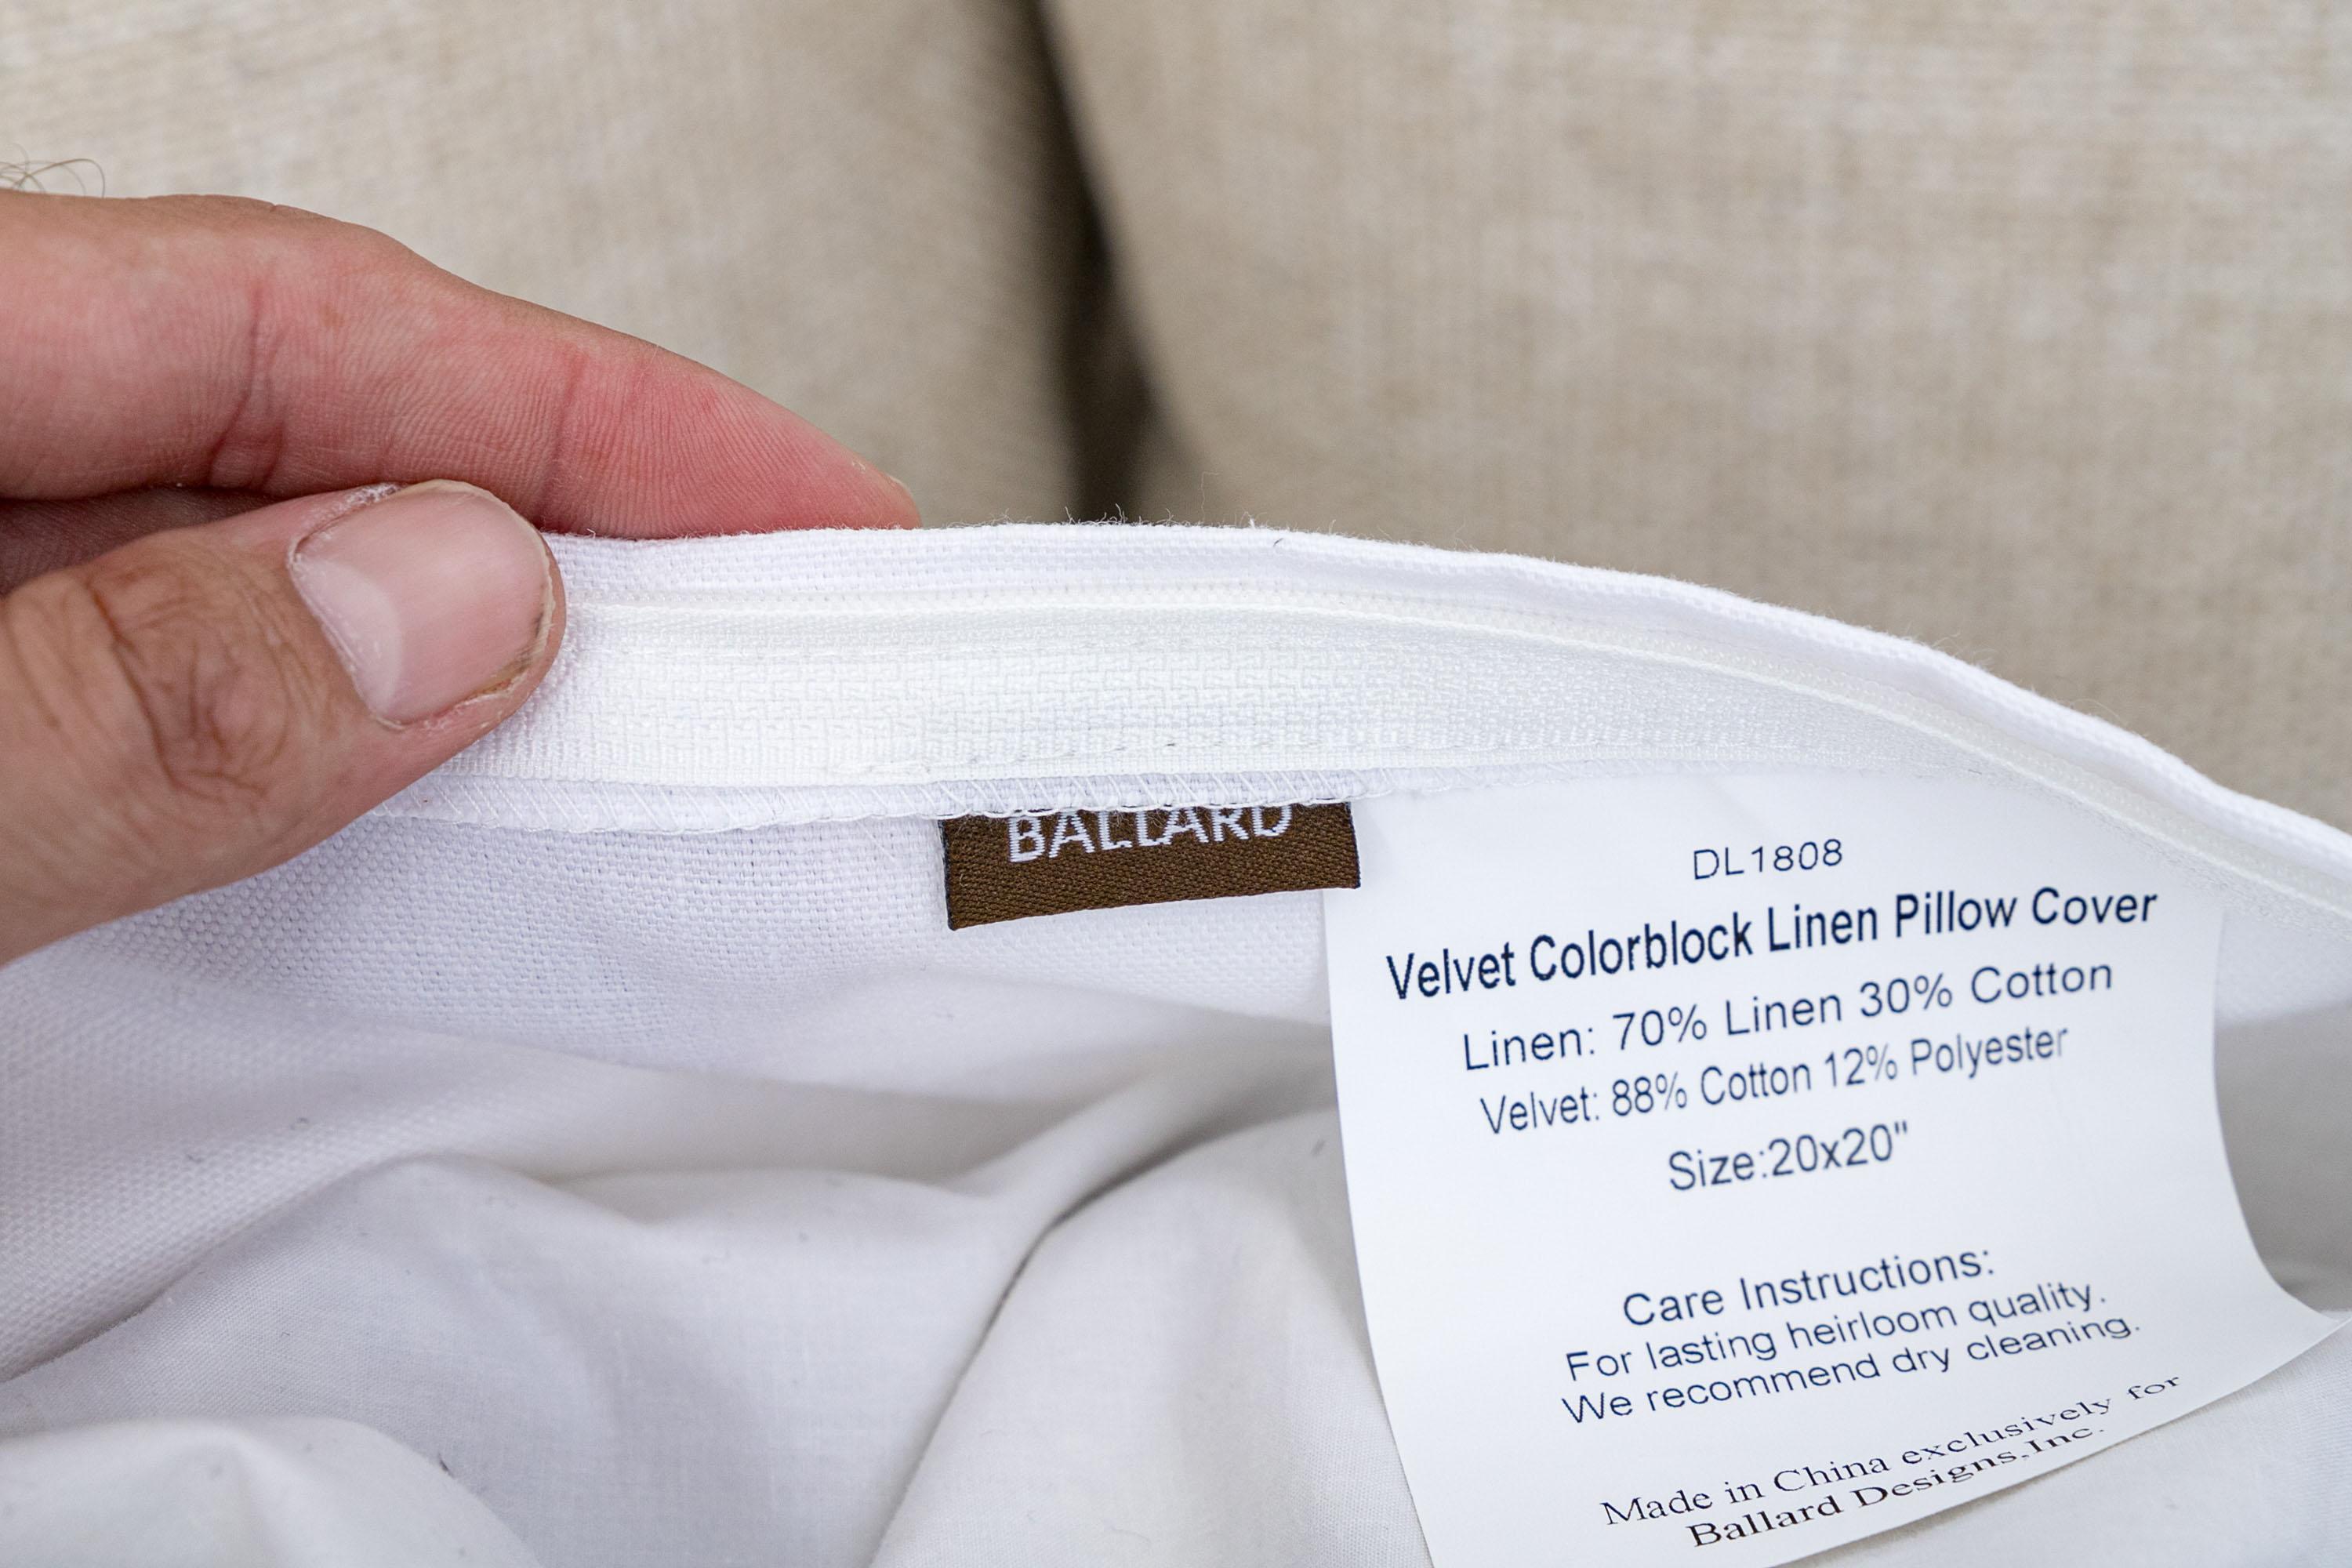 BALLARD
DL1808
Velvet Colorblock Linen Pillow Cover
Linen: 70% Linen 30% Cotton
Velvet: 88% Cotton 12% Polyester
Size:20x20"
Care Instructions:
For lasting heirloom quality.
We recommend dry cleaning.
Made in China exclusively for
Ballard Designs,Inc.